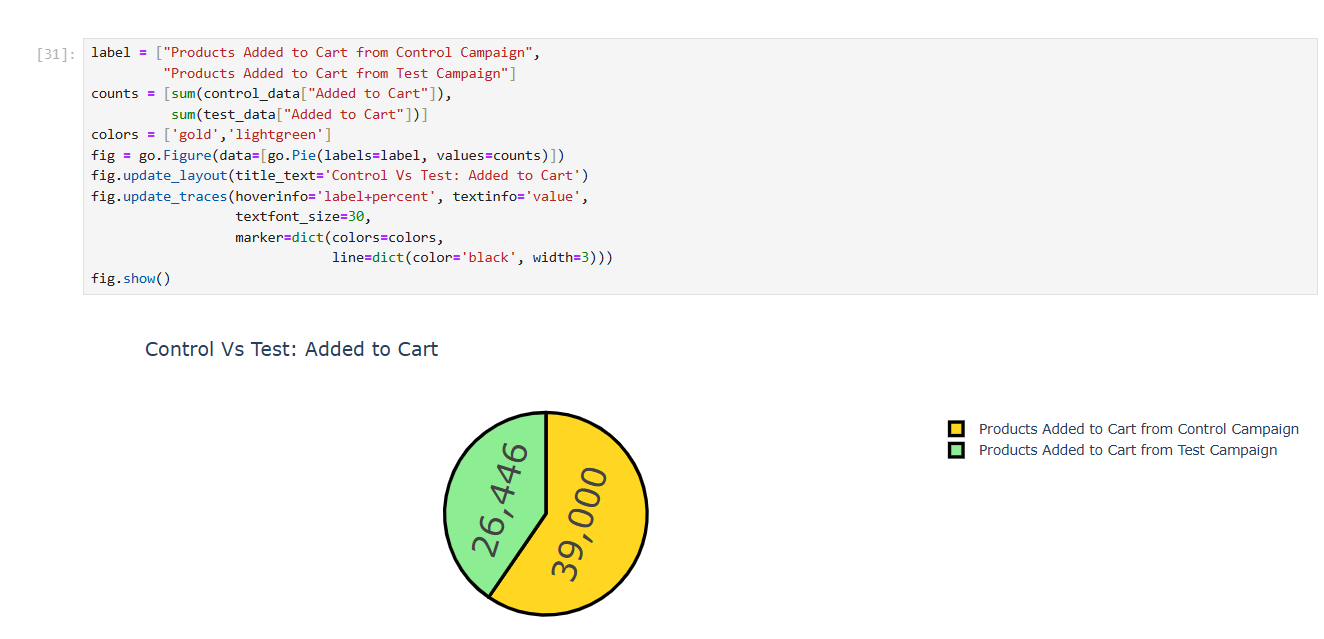 [31]: label = ["Products Added to Cart from Control Campaign",
"Products Added to Cart from Test Campaign"]
counts = [sum(control_data["Added to Cart"]),
sum(test_data["Added to Cart"])]
colors = ['gold','lightgreen']
fig = go.Figure(data=[go.Pie(labels=label, values=counts)])
fig.update_layout(title_text='Control Vs Test: Added to Cart')
fig.update_traces(hoverinfo='label+percent', textinfo='value',
textfont_size=30,
marker=dict(colors=colors,
line=dict(color='black', width=3)))
fig.show()
Control Vs Test: Added to Cart
26,446
39,000
Products Added to Cart from Control Campaign
Products Added to Cart from Test Campaign